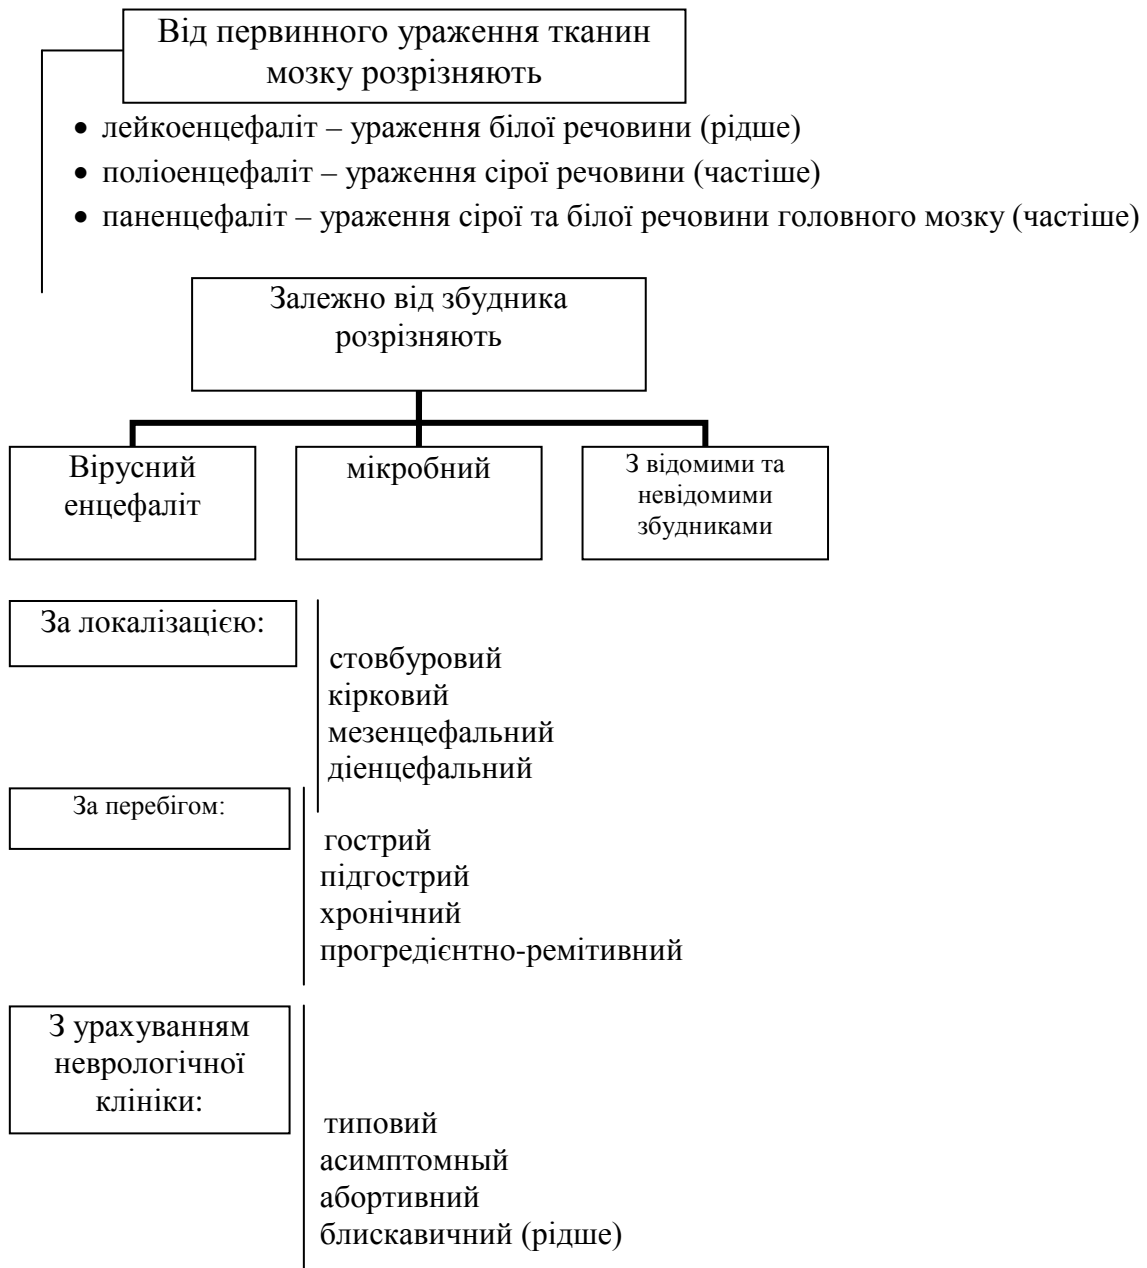 Від первинного ураження тканин
мозку розрізняють
• лейкоенцефаліт – ураження білої речовини (рідше)
• поліоенцефаліт – ураження сірої речовини (частіше)
• паненцефаліт – ураження сірої та білої речовини головного мозку (частіше)
Залежно від збудника
розрізняють
Вірусний
енцефаліт
мікробний
З відомими та
невідомими
збудниками
За локалізацією:
стовбуровий
кірковий
мезенцефальний
діенцефальний
За перебігом:
гострий
підгострий
хронічний
прогредієнтно-ремітивний
З урахуванням
неврологічної
клініки:
типовий
асимптомный
абортивний
блискавичний (рідше)